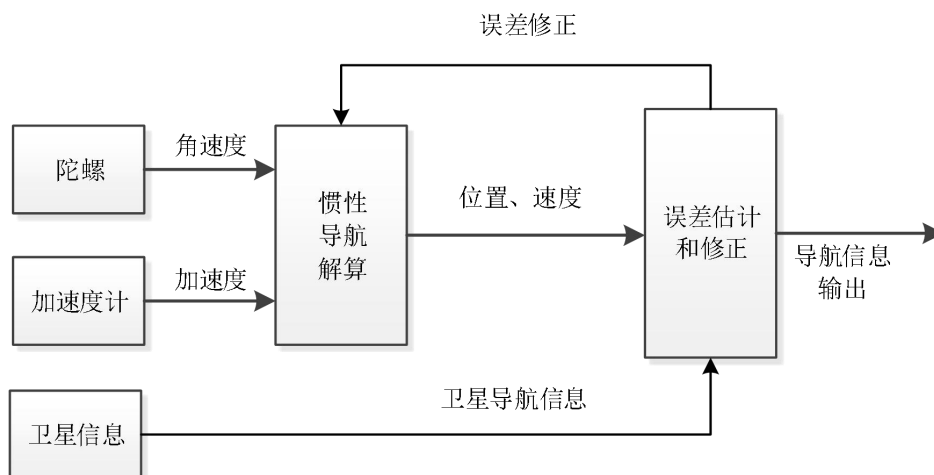 误差修正
陀螺
角速度
惯性
导航
解算
位置、速度
误差估计
和修正
导航信息
输出
加速度计
加速度
卫星导航信息
卫星信息